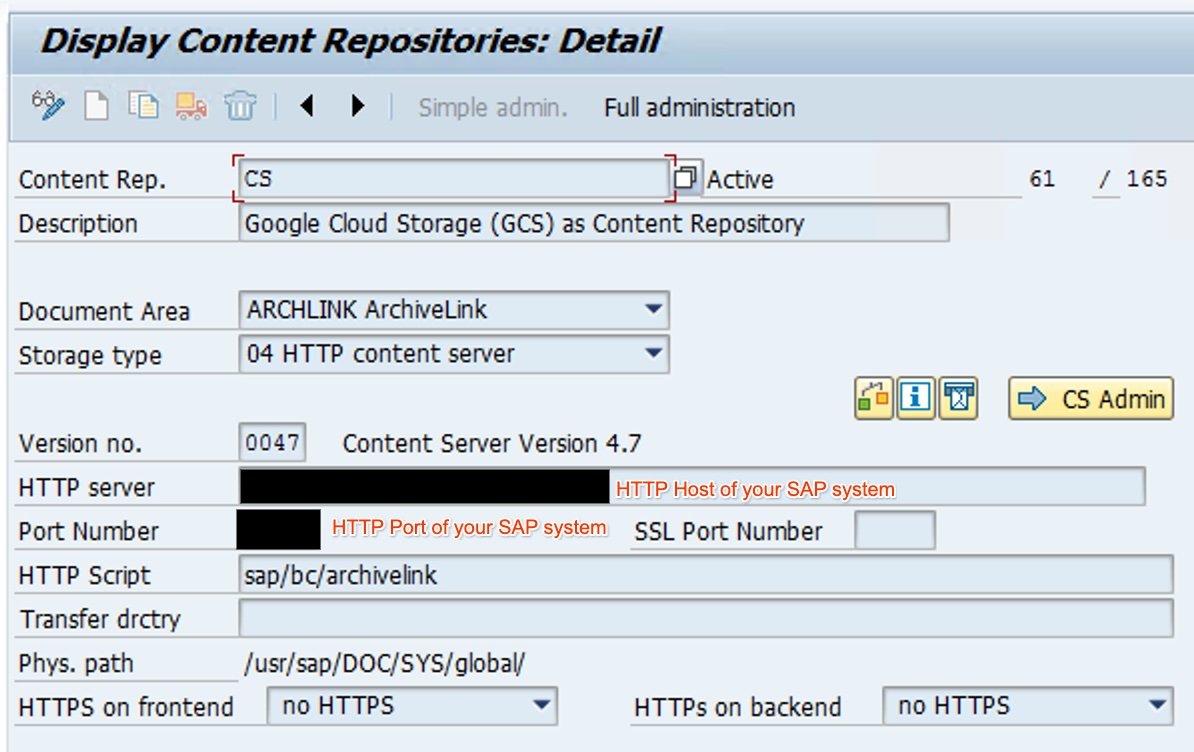 Display Content Repositories: Detail
Simple admin. Full administration
Content Rep. CS Active 61 / 165
Description Google Cloud Storage (GCS) as Content Repository
Document Area ARCHLINK ArchiveLink
Storage type 04 HTTP content server
CS Admin
Version no. 0047 Content Server Version 4.7
HTTP server HTTP Host of your SAP system
Port Number HTTP Port of your SAP system SSL Port Number
HTTP Script sap/bc/archivelink
Transfer drctry
Phys. path /usr/sap/DOC/SYS/global/
HTTPS on frontend no HTTPS HTTPs on backend no HTTPS